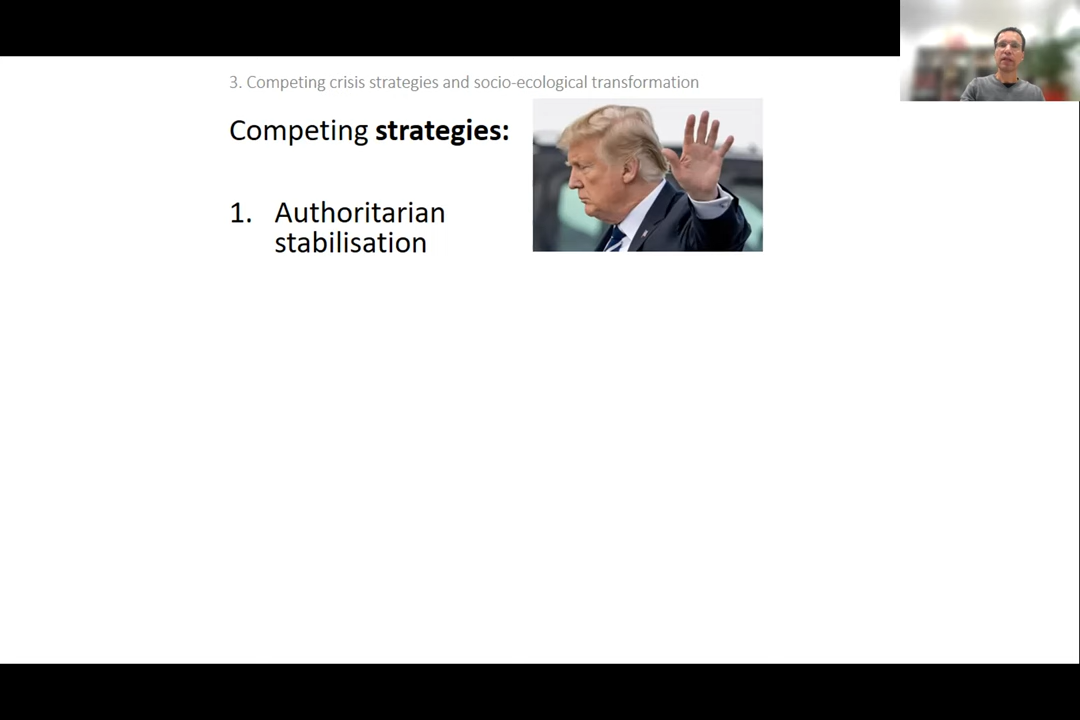 3. Competing crisis strategies and socio-ecological transformation
Competing strategies:
1. Authoritarian
stabilisation